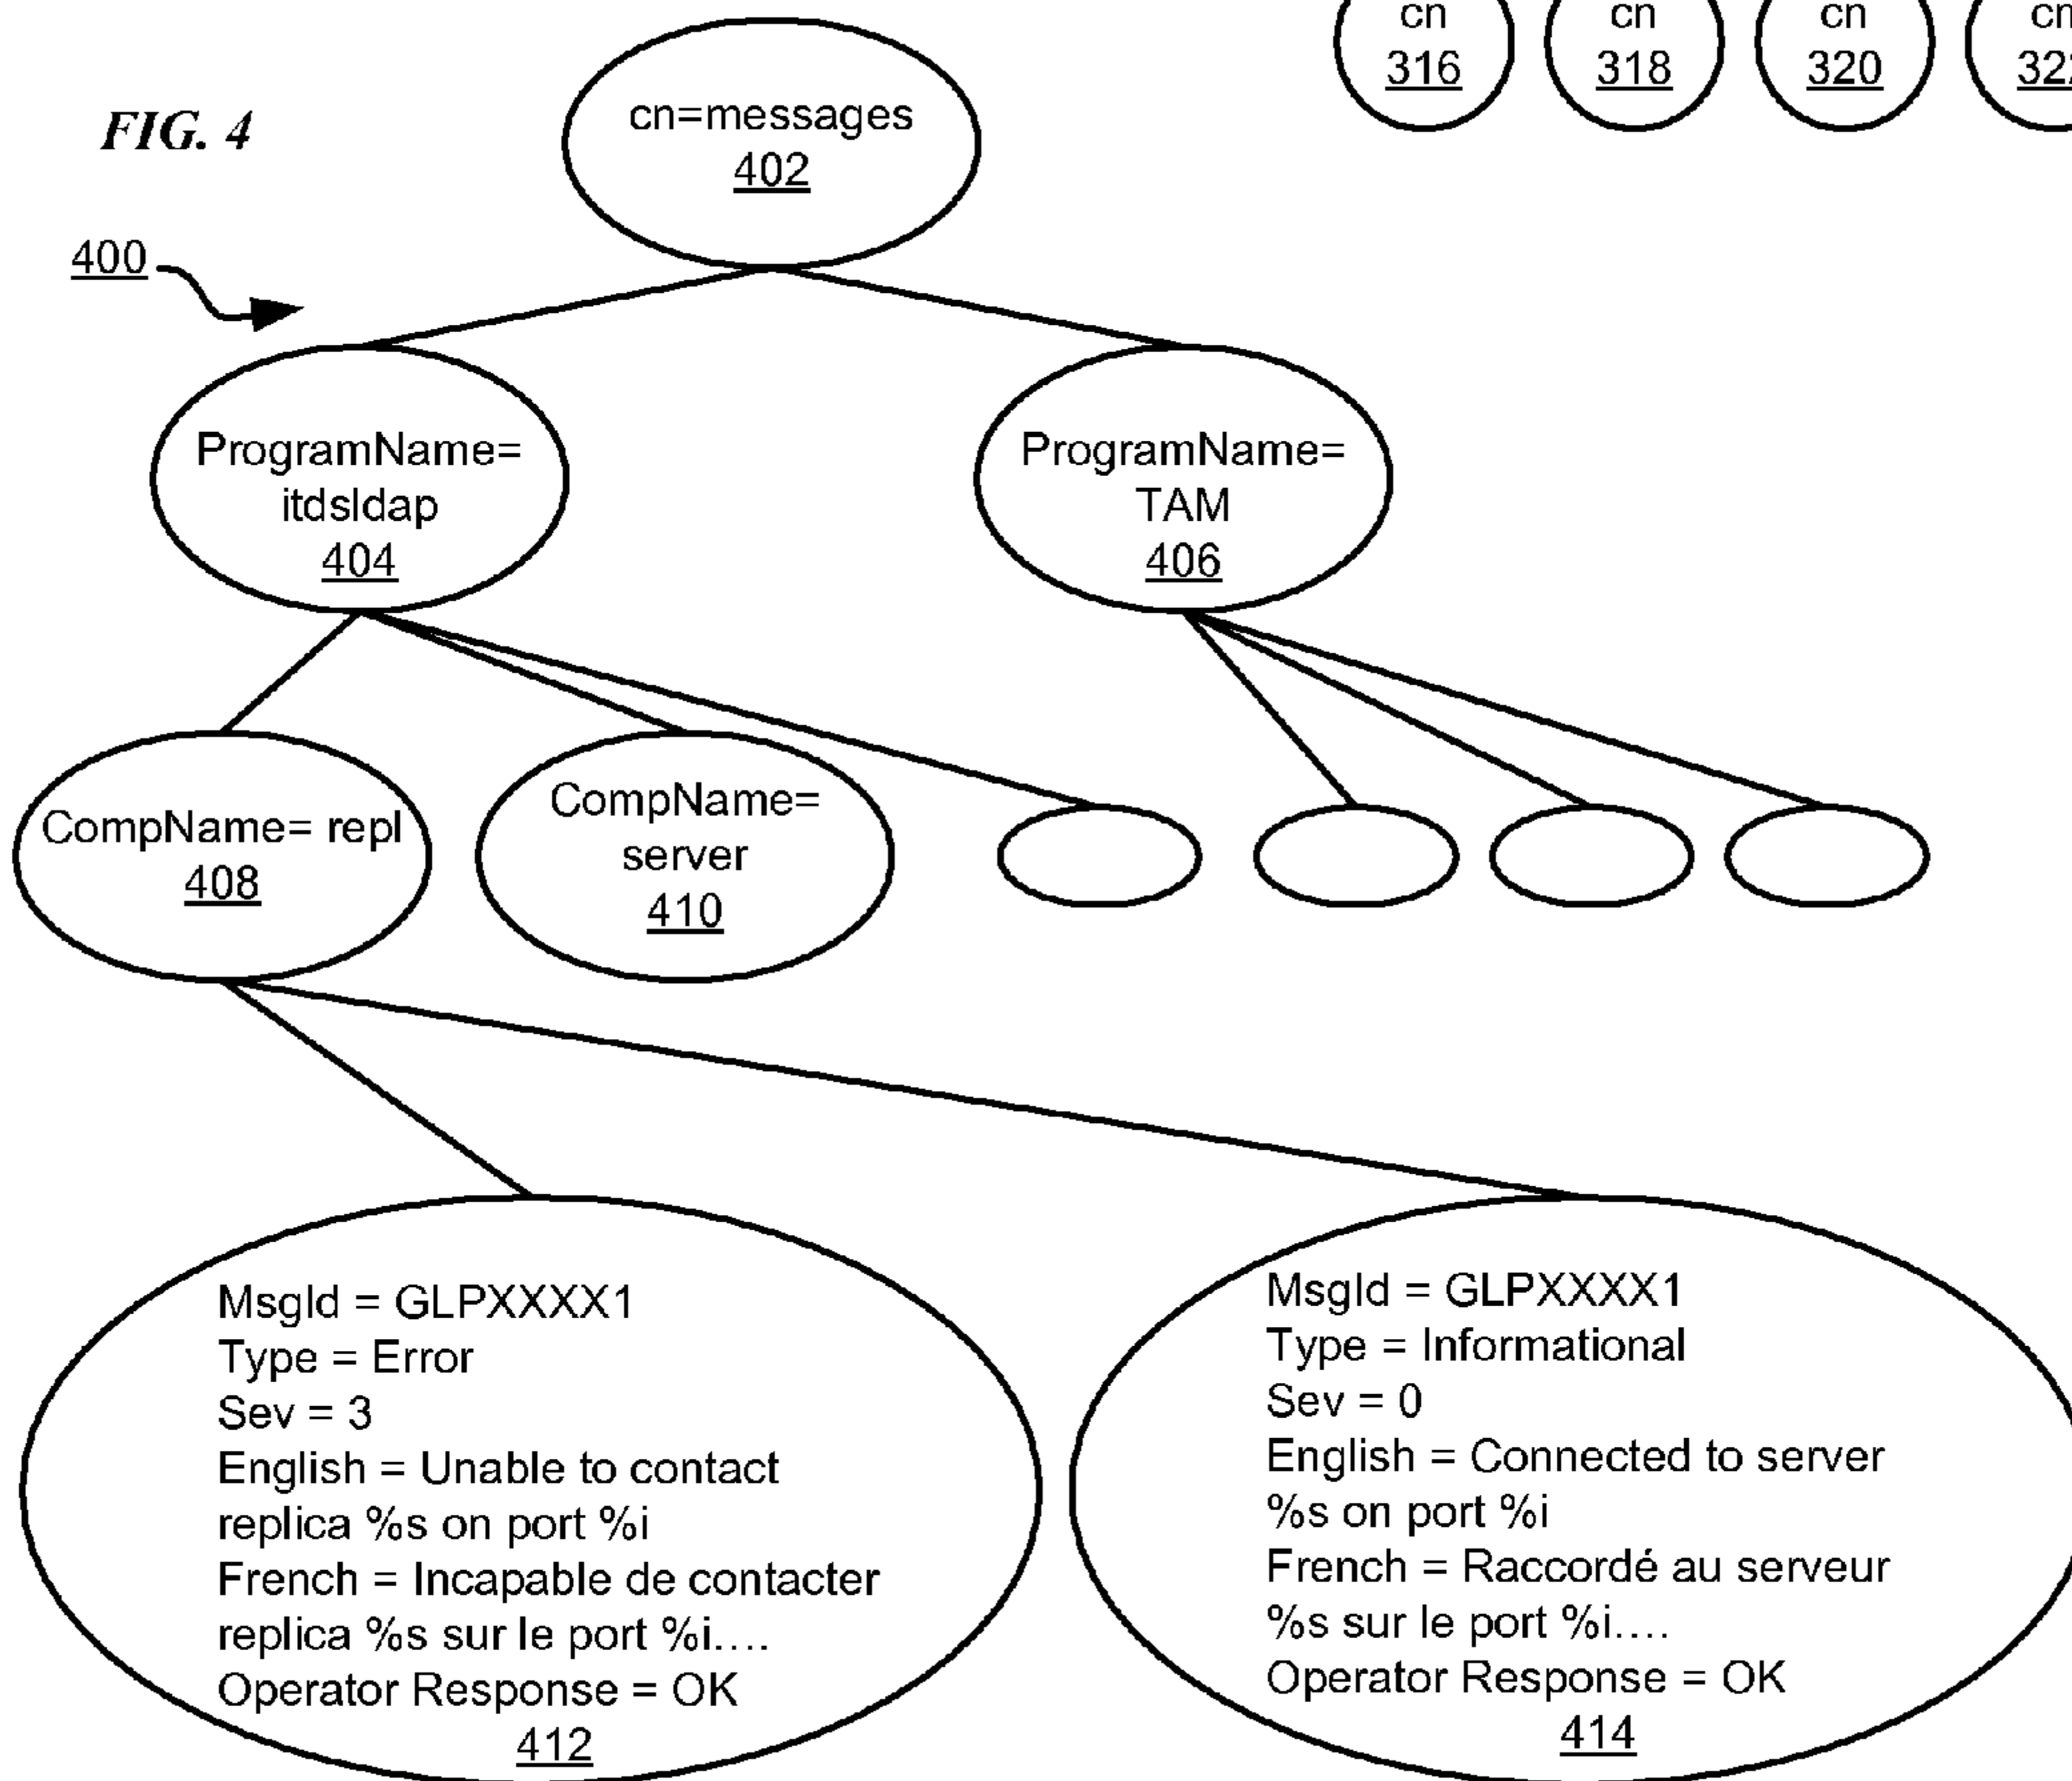 cn
316
cn
318
cn
320
FIG. 4
cn=messages
402
400
ProgramName=
itdsldap
404
ProgramName=
TAM
406
CompName= repl
408
CompName=
server
410
MsgId = GLPXXXX1
Type = Error
Sev = 3
English = Unable to contact
replica %s on port %i
French = Incapable de contacter
replica %s sur le port %i....
Operator Response = OK
412
MsgId = GLPXXXX1
Type = Informational
Sev = 0
English = Connected to server
%s on port %i
French = Raccordé au serveur
%s sur le port %i....
Operator Response = OK
414